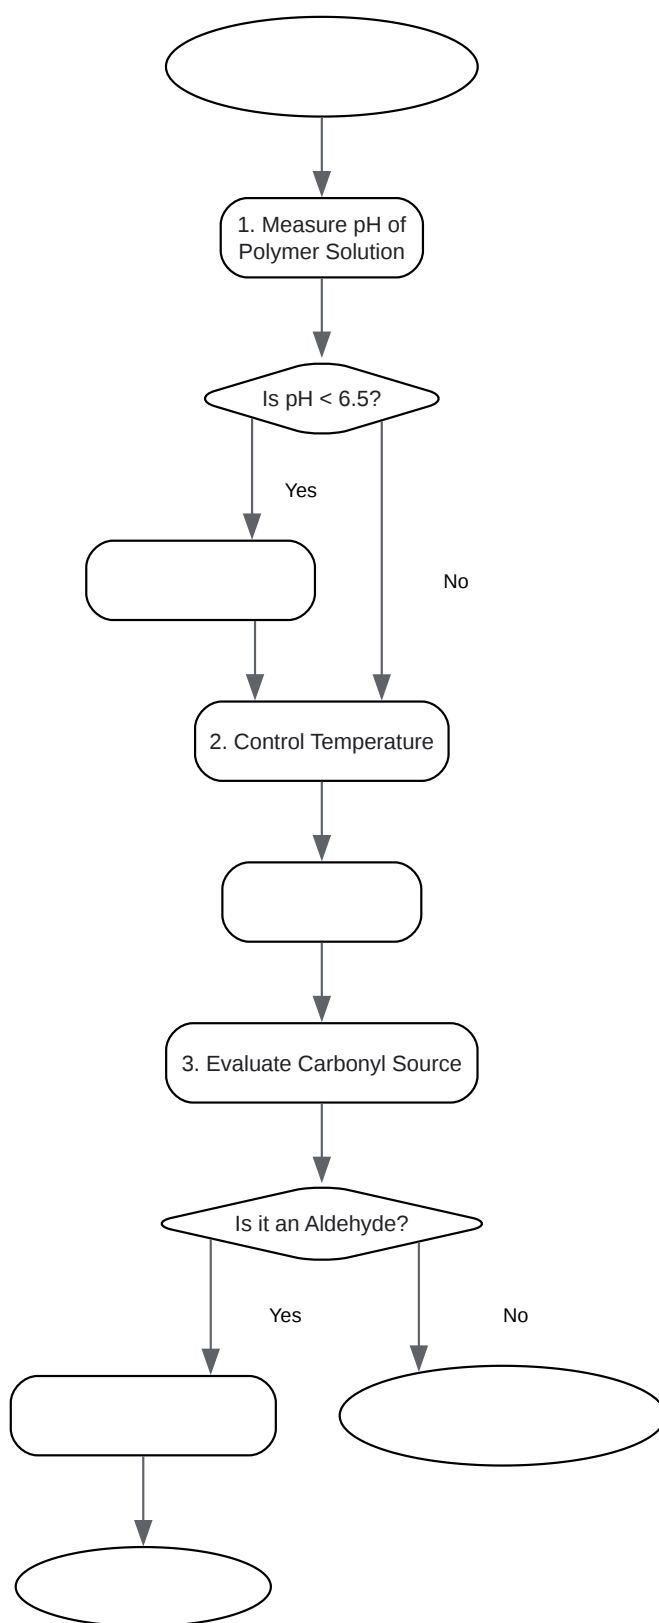 1. Measure pH of
Polymer Solution
Is pH < 6.5?
Yes
No
2. Control Temperature
3. Evaluate Carbonyl Source
Is it an Aldehyde?
Yes
No